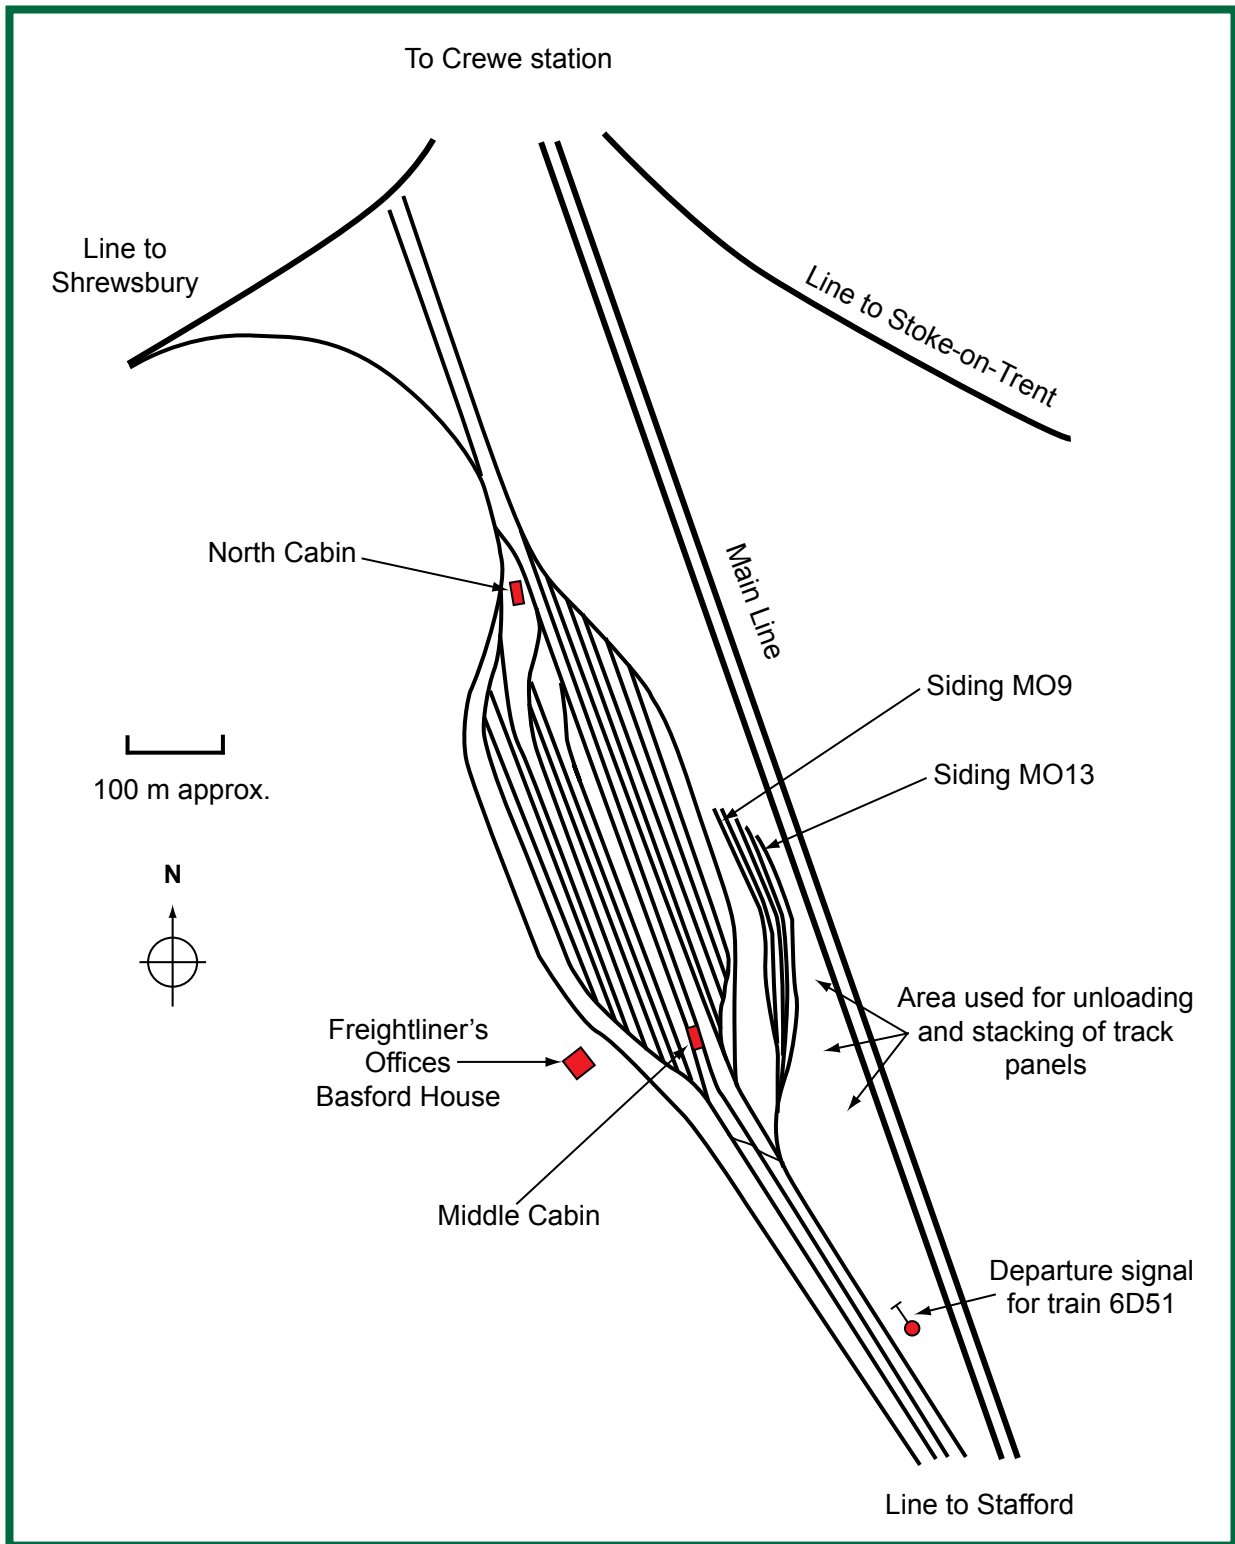 To Crewe station
Line to
Shrewsbury
Line to Stoke-on-Trent
North Cabin
Main Line
Siding MO9
Siding MO13
100 m approx.
N
Area used for unloading
and stacking of track
panels
Freightliner’s
Offices
Basford House
Middle Cabin
Departure signal
for train 6D51
Line to Stafford